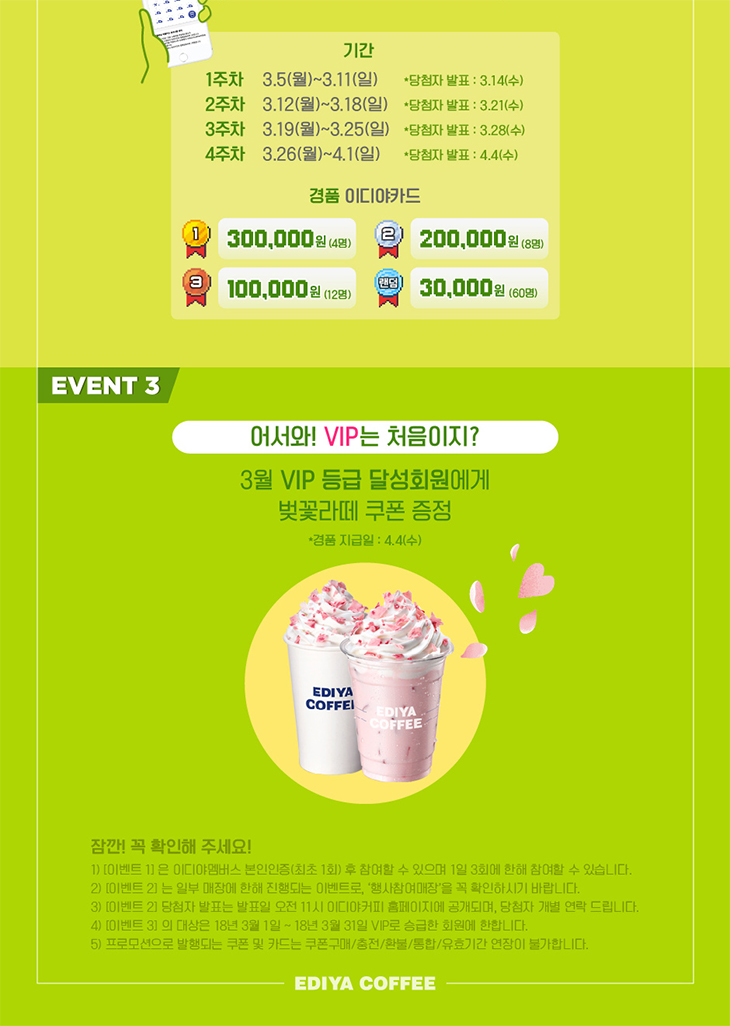 기간
1주차 3.5(월)~3.11(일) *당첨자 발표 : 3.14(수)
2주차 3.12(월)~3.18(일) *당첨자 발표 : 3.21(수)
3주차 3.19(월)~3.25(일) *당첨자 발표 : 3.28(수)
4주차 3.26(월)~4.1(일) *당첨자 발표 : 4.4(수)
경품 이디야카드
1 300,000원 (4명) 2 200,000원 (8명)
3 100,000원 (12명) 랜덤 30,000원 (60명)
EVENT 3
어서와! VIP는 처음이지?
3월 VIP 등급 달성회원에게
벚꽃라떼 쿠폰 증정
*경품 지급일 : 4.4(수)
EDIYA
COFFEE
EDIYA
COFFEE
잠깐! 꼭 확인해 주세요!
1) [이벤트 1]은 이디야멤버스 본인인증(최초 1회) 후 참여할 수 있으며 1일 3회에 한해 참여할 수 있습니다.
2) [이벤트 2] 는 일부 매장에 한해 진행되는 이벤트로, '행사참여매장'을 꼭 확인하시기 바랍니다.
3) [이벤트 2] 당첨자 발표는 발표일 오전 11시 이디야커피 홈페이지에 공개되며, 당첨자 개별 연락 드립니다.
4) [이벤트 3] 의 대상은 18년 3월 1일 ~ 18년 3월 31일 VIP로 승급한 회원에 한합니다.
5) 프로모션으로 발행되는 쿠폰 및 카드는 쿠폰구매/충전/환불/통합/유효기간 연장이 불가합니다.
EDIYA COFFEE